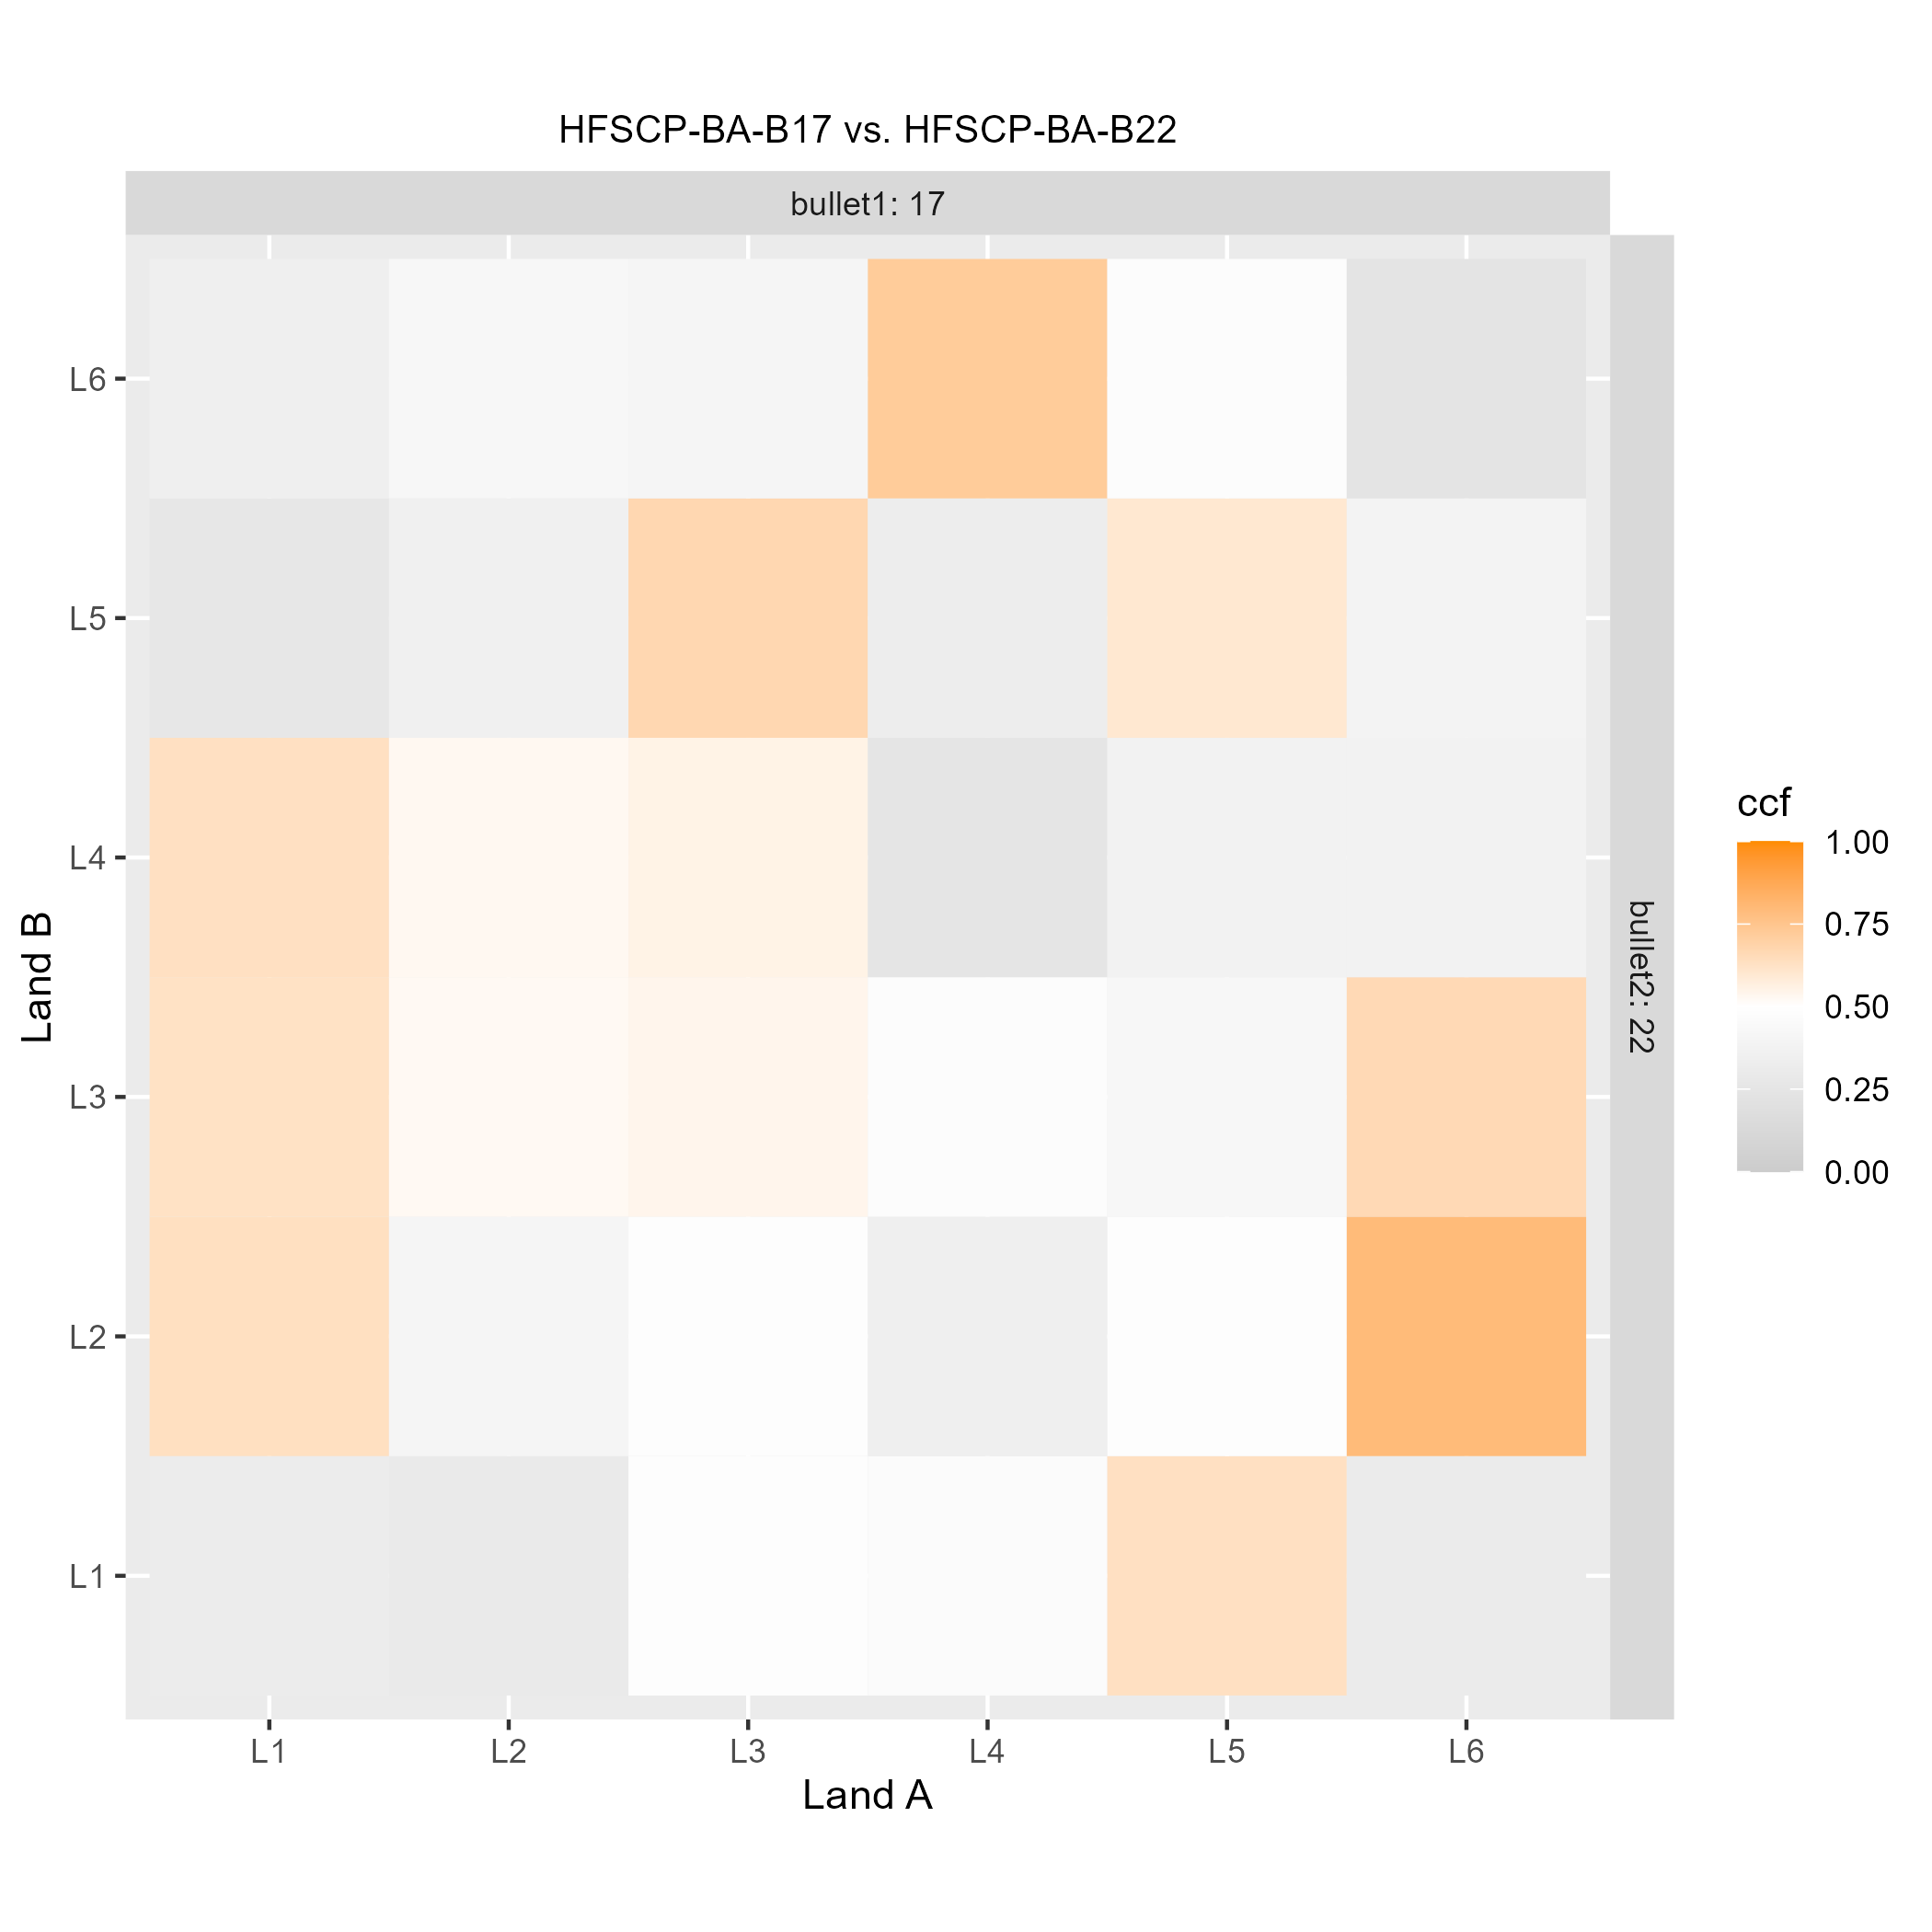 HFSCP-BA-B17 vs. HFSCP-BA-B22
bullet1: 17
L6
L5
L4
L3
L2
L1
Land B
bullet2: 22
L1 L2 L3 L4 L5 L6
Land A
ccf
1.00
0.75
0.50
0.25
0.00